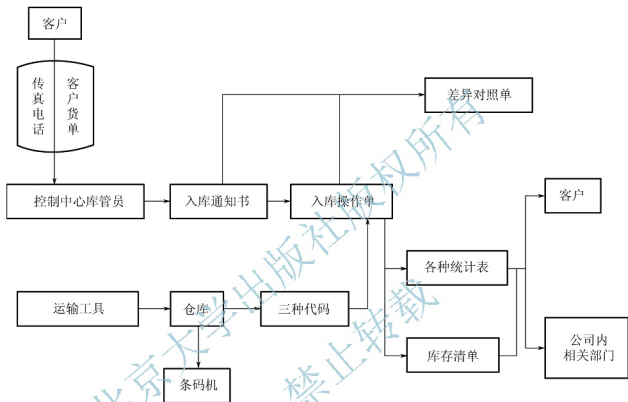 客户
传真电话
客户货单
差异对照单
控制中心库管员
入库通知书
入库操作单
客户
各种统计表
运输工具
仓库
三种代码
公司内
相关部门
库存清单
条码机
北京大学出版社版权所有
禁止转载